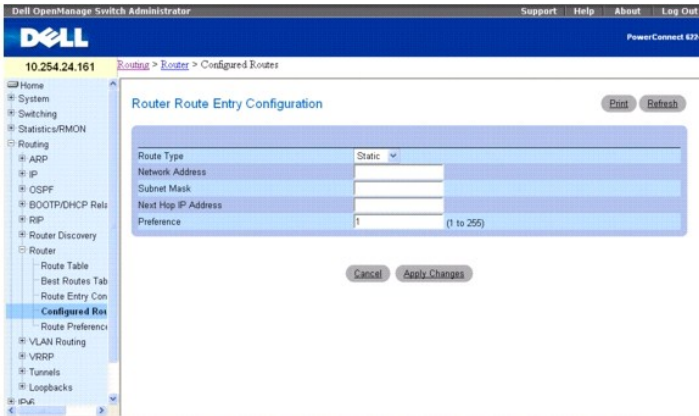 Dell OpenManage Switch Administrator
Support Help About Log Out
DELL
PowerConnect 622
10.254.24.161
Routing > Router > Configured Routes
Home
System
Switching
Statistics/RMON
Routing
ARP
IP
OSPF
BOOTP/DHCP Rela
RIP
Router Discovery
Router
Route Table
Best Routes Tab
Route Entry Con
Configured Rou
Route Preference
VLAN Routing
VRRP
Tunnels
Loopbacks
IPv6
Router Route Entry Configuration
Print Refresh
Route Type Static
Network Address
Subnet Mask
Next Hop IP Address
Preference 1 (1 to 255)
Cancel Apply Changes